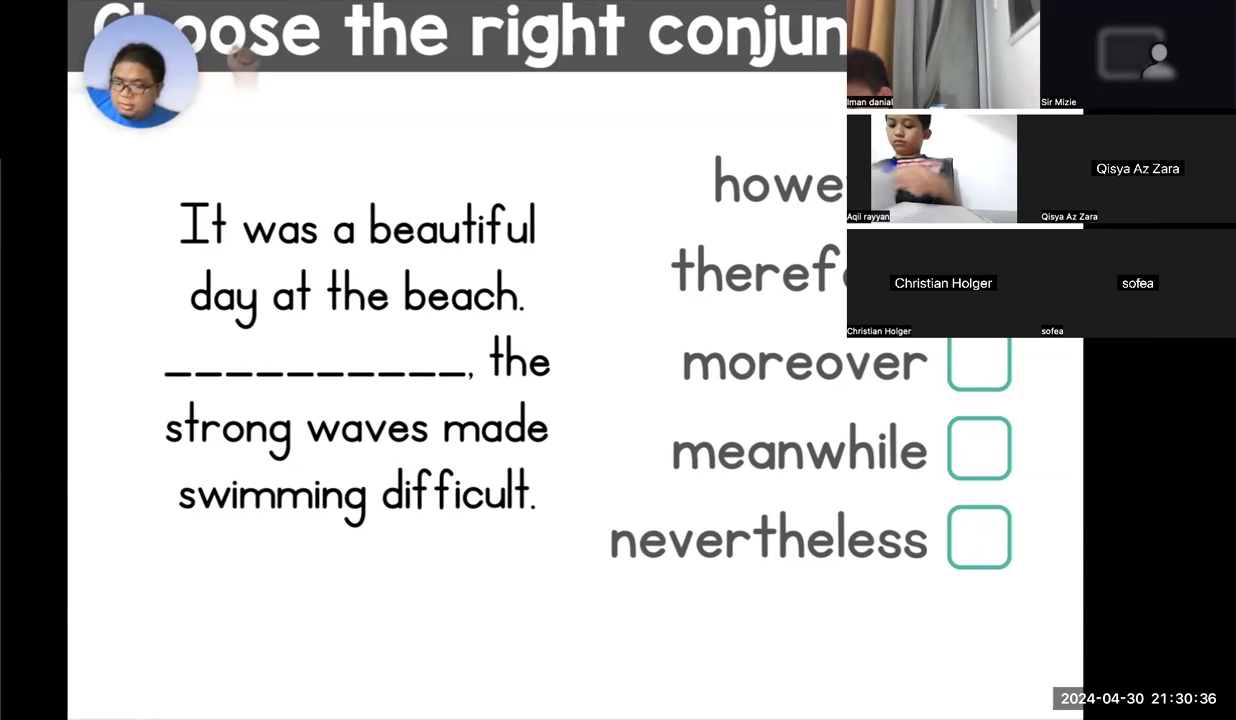 Choose the right conjun
It was a beautiful
day at the beach.
__________, the
strong waves made
swimming difficult.
howe
theref
moreover
meanwhile
nevertheless
Iman danial
Sir Mizie
Aqil rayyan
Qisya Az Zara
Qisya Az Zara
Christian Holger
Christian Holger
sofea
sofea
2024-04-30 21:30:36